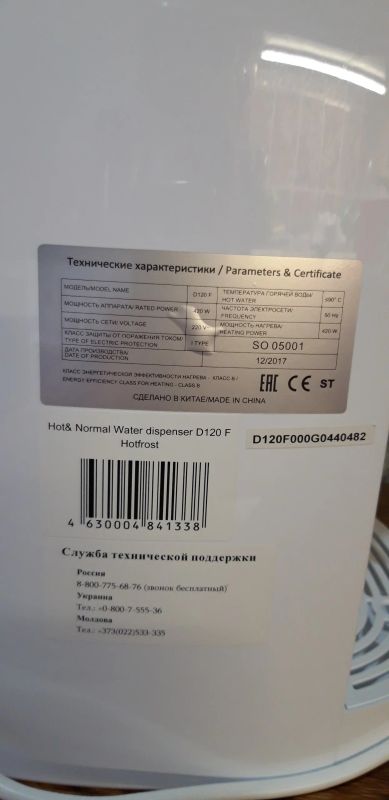 Технические характеристики / Parameters & Certificate
МОДЕЛЬ/MODEL NAME D120 F
ТЕМПЕРАТУРА ГОРЯЧЕЙ ВОДЫ/ HOT WATER ≤90° C
МОЩНОСТЬ АППАРАТА/ RATED POWER 420 W
ЧАСТОТА ЭЛЕКТРОСЕТИ/ FREQUENCY 50 Hz
МОЩНОСТЬ СЕТИ/ VOLTAGE 220 V~
МОЩНОСТЬ НАГРЕВА/ HEATING POWER 420 W
КЛАСС ЗАЩИТЫ ОТ ПОРАЖЕНИЯ ТОКОМ/
TYPE OF ELECTRIC PROTECTION I TYPE
SO 05001
ДАТА ПРОИЗВОДСТВА/
DATE OF PRODUCTION 12/2017
КЛАСС ЭНЕРГЕТИЧЕСКОЙ ЭФФЕКТИВНОСТИ НАГРЕВА - КЛАСС В /
ENERGY EFFICIENCY CLASS FOR HEATING - CLASS B
EAC CE ST
СДЕЛАНО В КИТАЕ/MADE IN CHINA
Hot& Normal Water dispenser D120 F
Hotfrost
D120F000G0440482
4 630004 841338
Служба технической поддержки
Россия
8-800-775-68-76 (звонок бесплатный)
Украина
Тел.: +0-800-7-555-36
Молдова
Тел.: +373(022)533-335